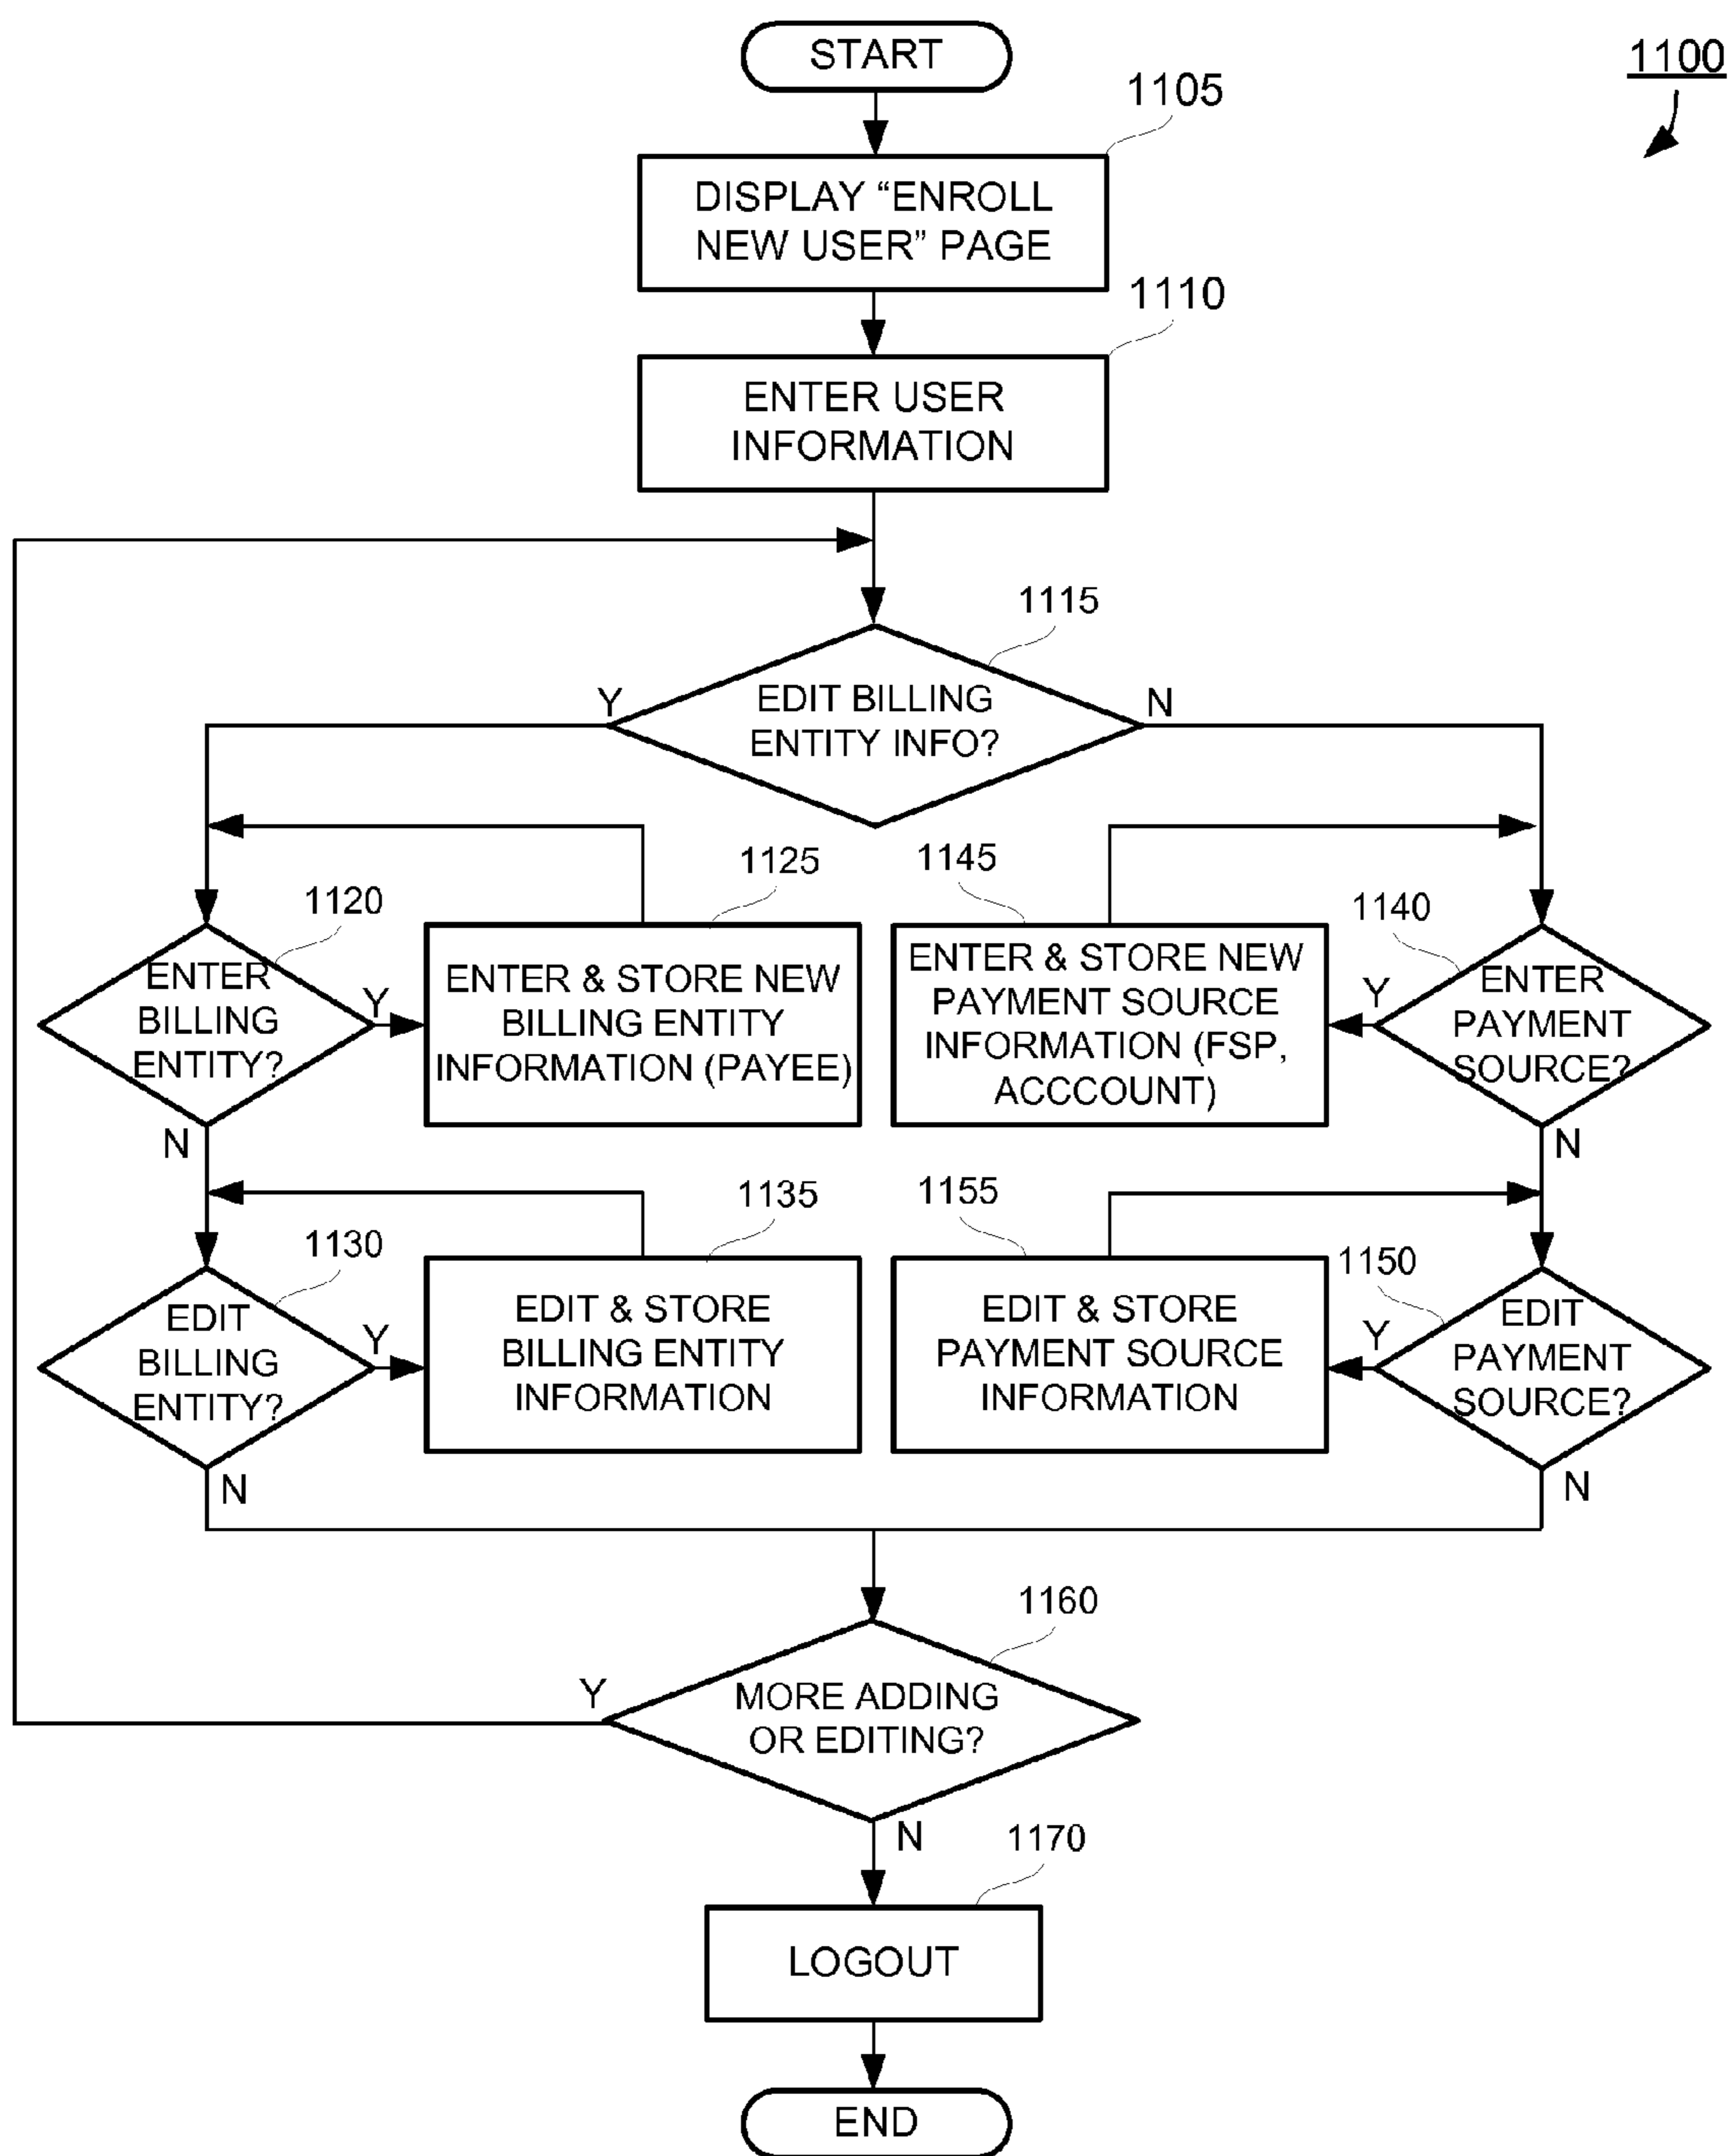 START
1100
1105
DISPLAY “ENROLL
NEW USER” PAGE
1110
ENTER USER
INFORMATION
1115
Y
EDIT BILLING
ENTITY INFO?
N
1120
ENTER
BILLING
ENTITY?
Y
N
1125
ENTER & STORE NEW
BILLING ENTITY
INFORMATION (PAYEE)
1145
ENTER & STORE NEW
PAYMENT SOURCE
INFORMATION (FSP,
ACCCOUNT)
1140
Y
ENTER
PAYMENT
SOURCE?
N
1130
EDIT
BILLING
ENTITY?
Y
N
1135
EDIT & STORE
BILLING ENTITY
INFORMATION
1155
EDIT & STORE
PAYMENT SOURCE
INFORMATION
1150
Y
EDIT
PAYMENT
SOURCE?
N
1160
Y
MORE ADDING
OR EDITING?
N
1170
LOGOUT
END